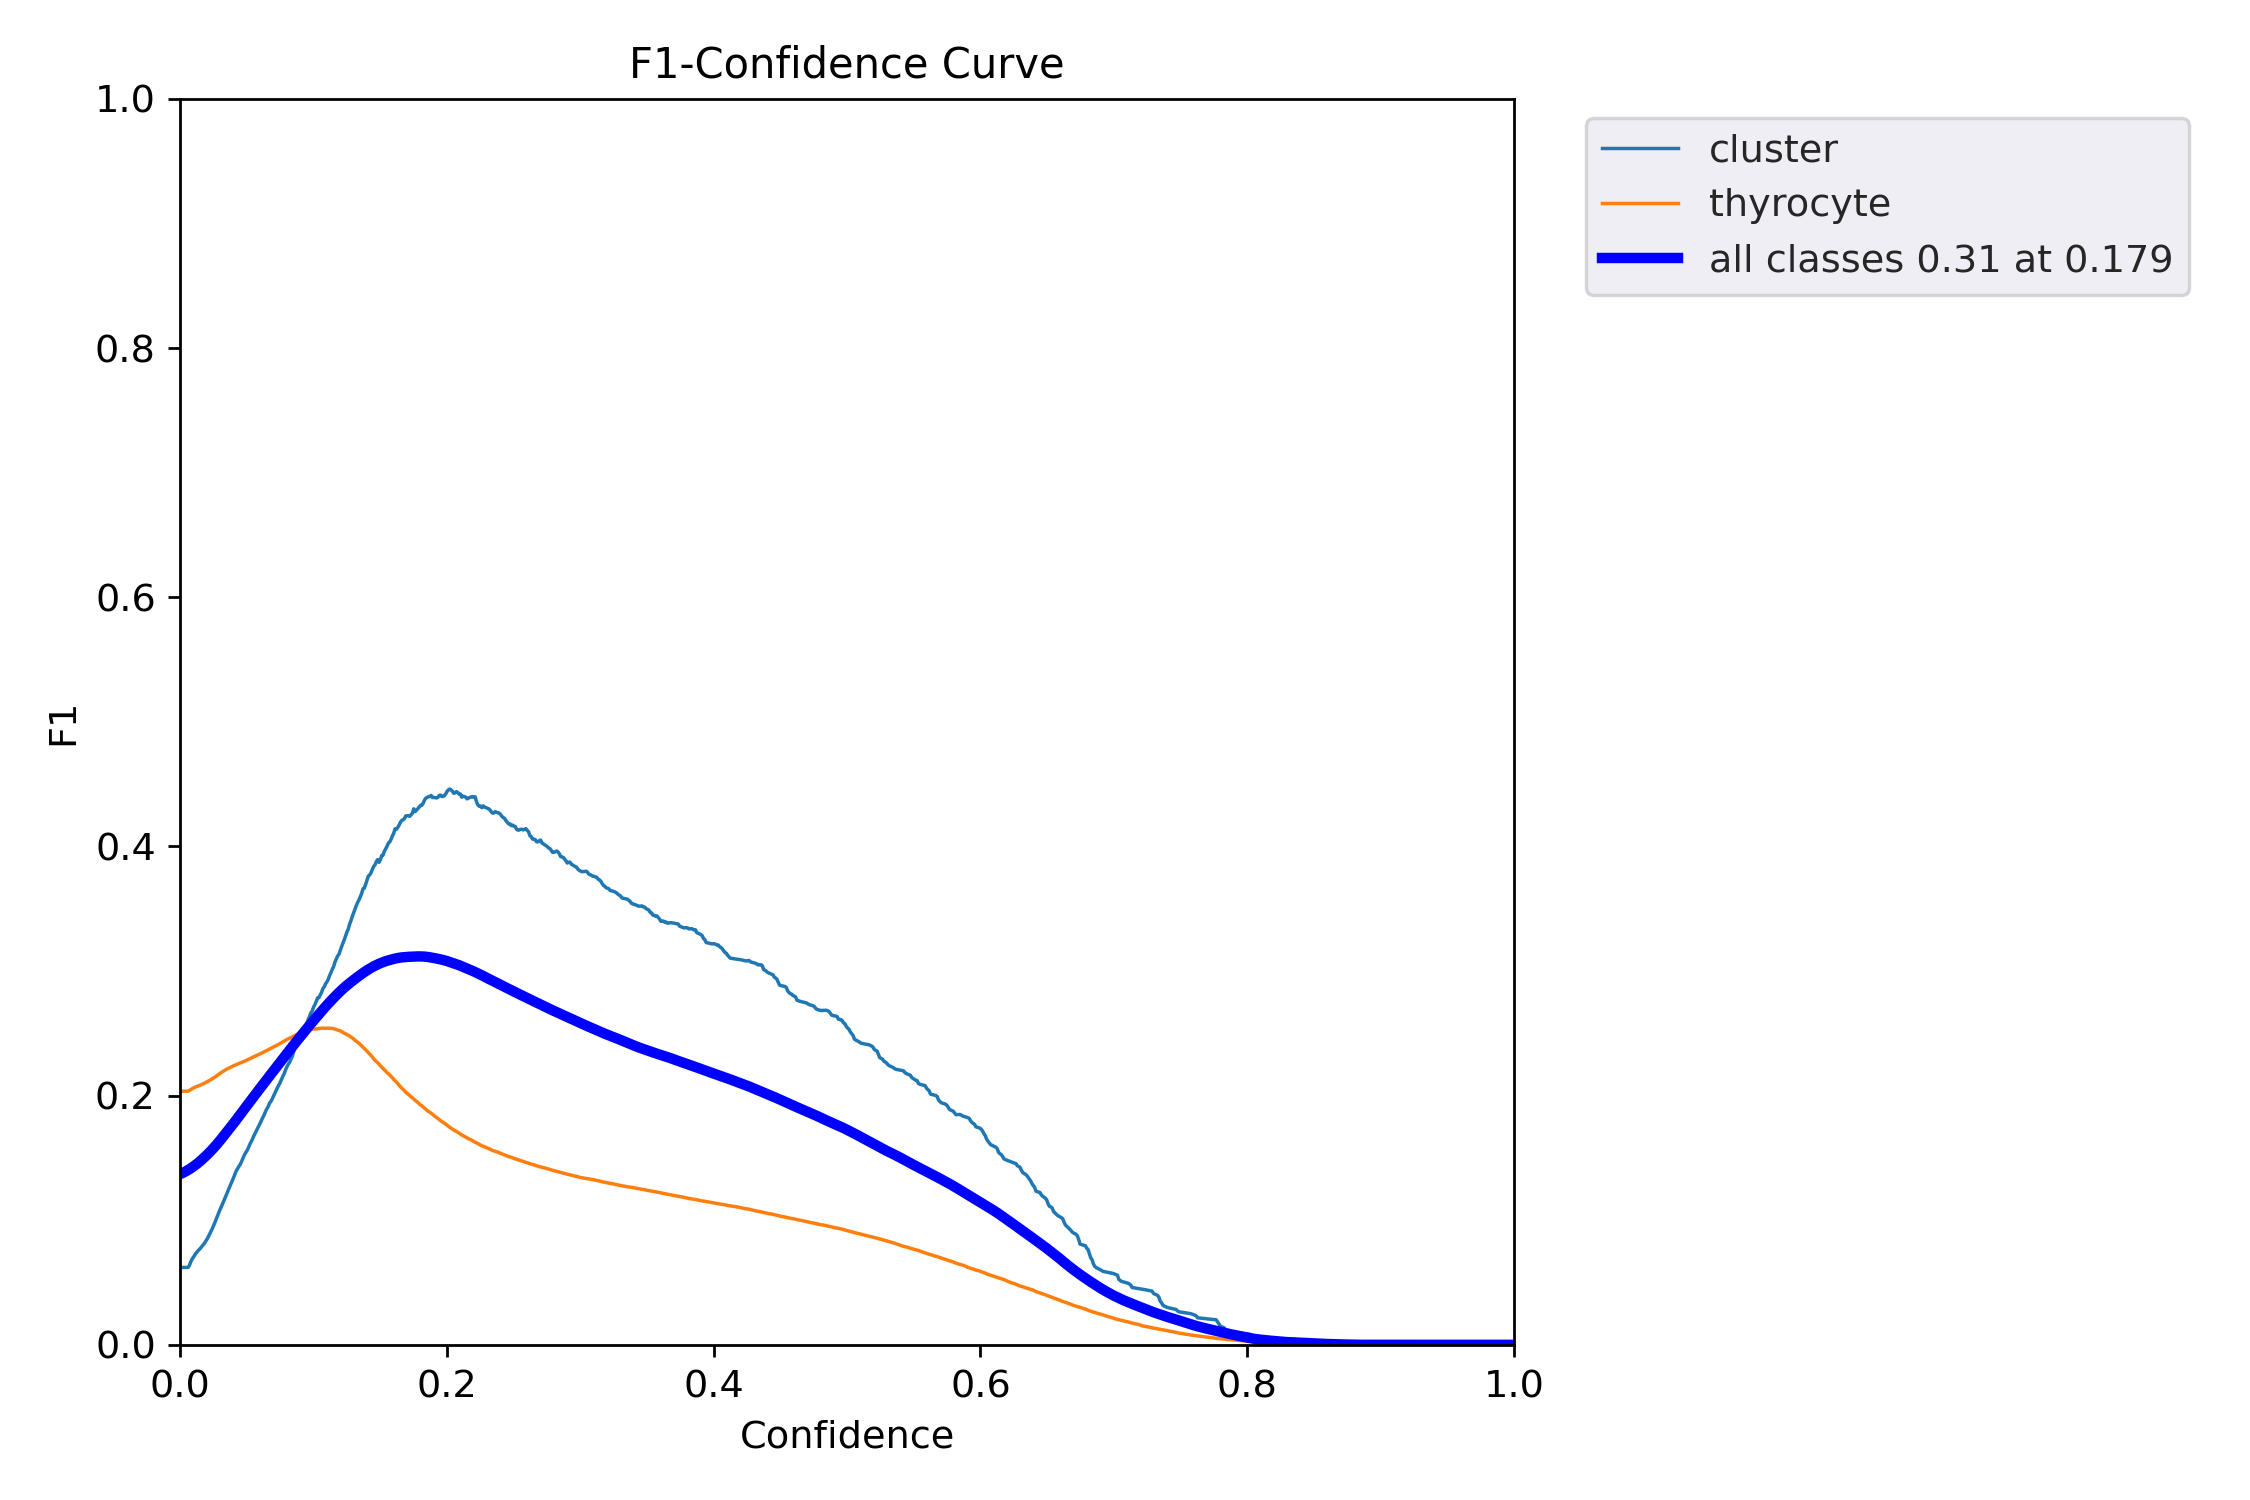 F1-Confidence Curve
1.0
0.8
0.6
0.4
0.2
0.0
F1
0.0 0.2 0.4 0.6 0.8 1.0
Confidence
cluster
thyrocyte
all classes 0.31 at 0.179